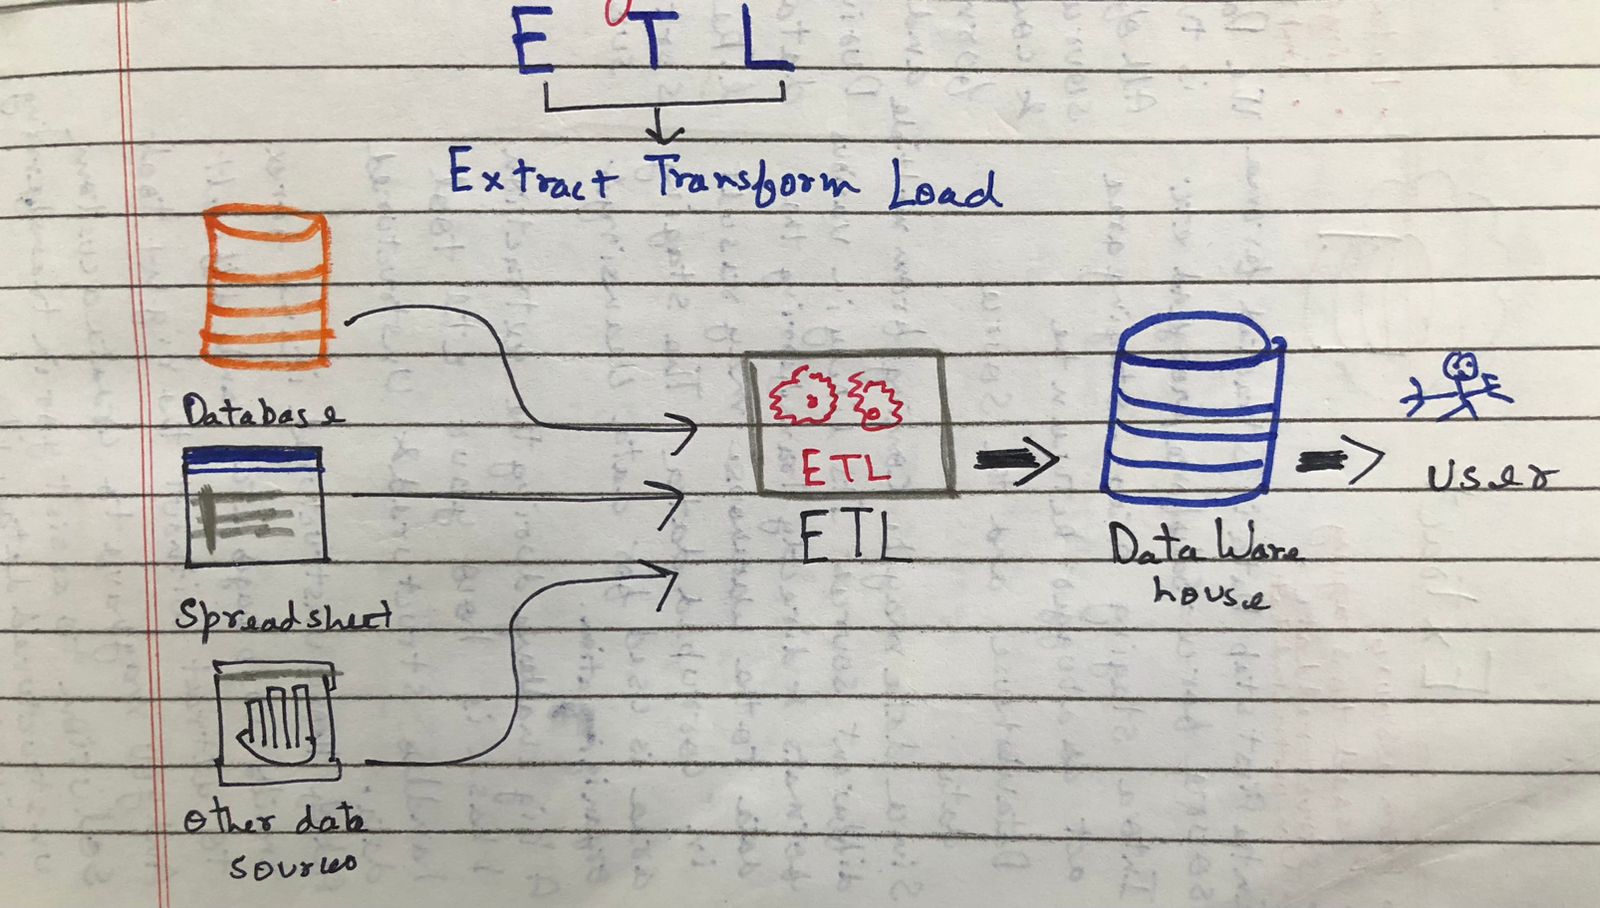 E T L
Extract Transform Load
Database
Spreadsheet
other data
sources
ETL
ETL
Data Ware
house
User